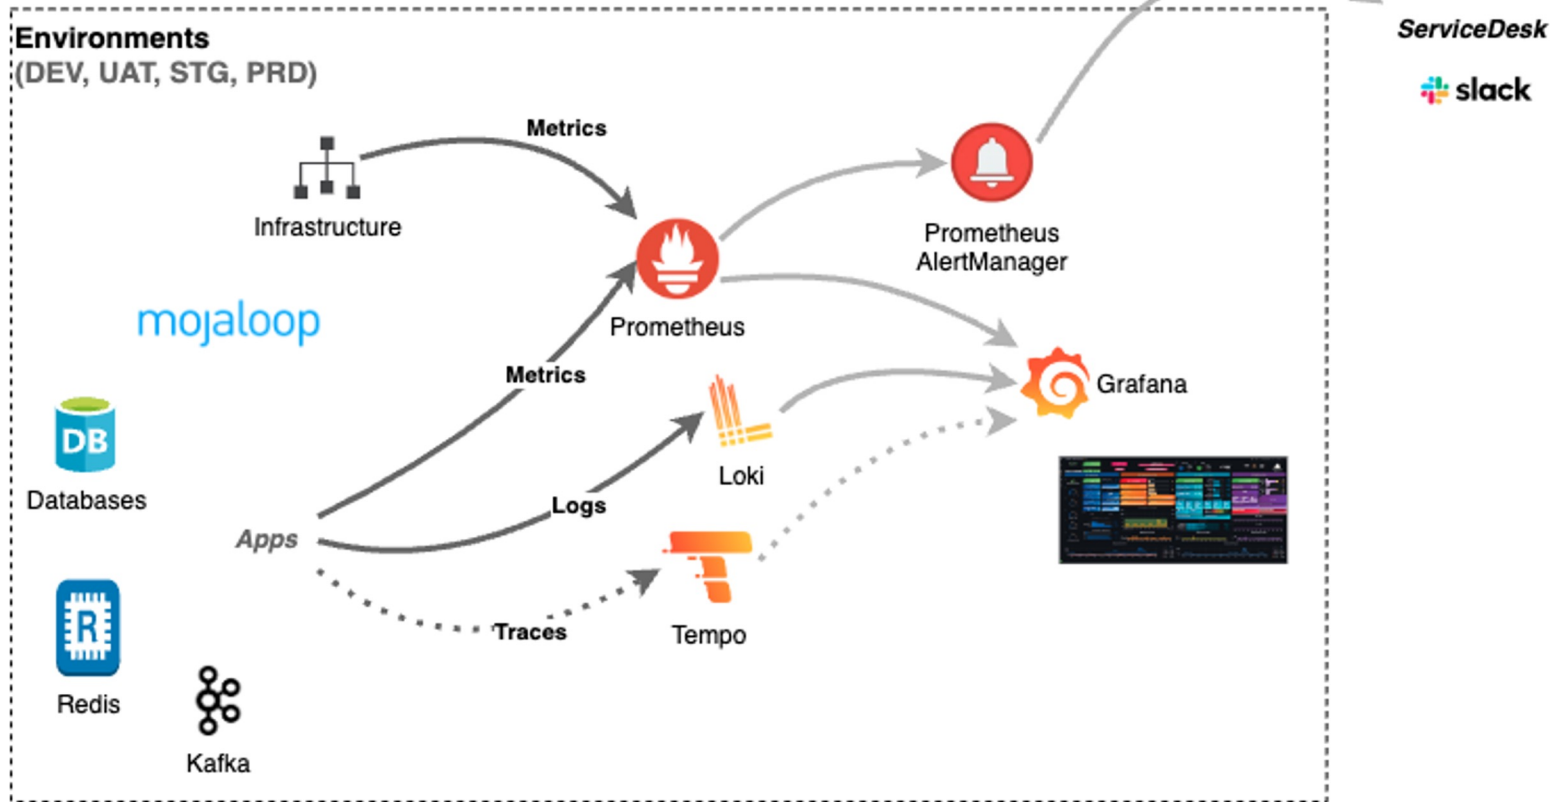 Environments
(DEV, UAT, STG, PRD)
ServiceDesk
slack
Metrics
Infrastructure
Prometheus
AlertManager
mojaloop
Prometheus
Metrics
Grafana
DB
Databases
Loki
Logs
Apps
R
Redis
Traces
Tempo
Kafka